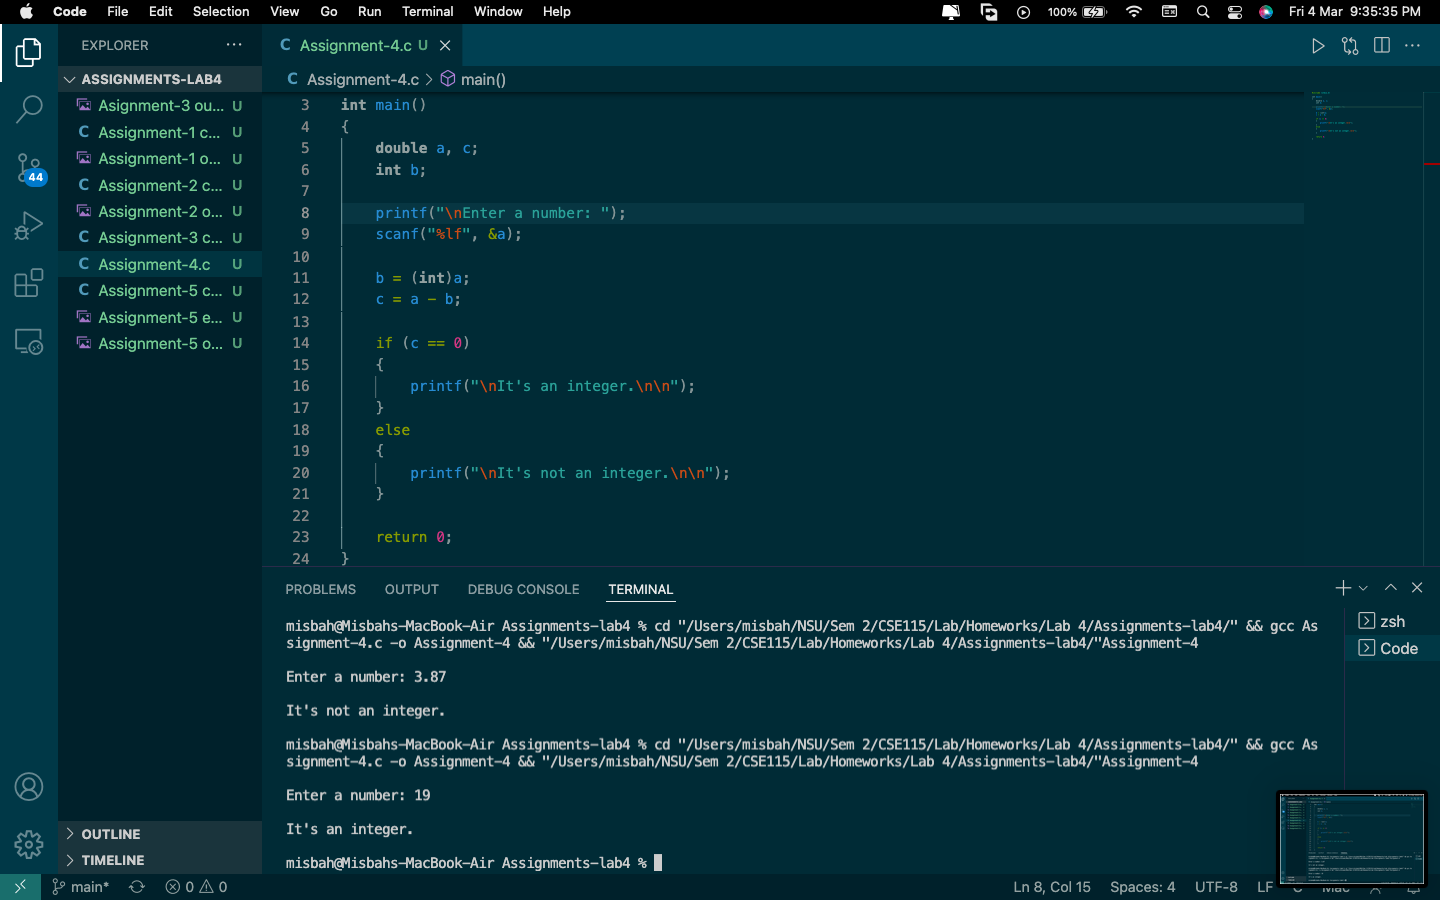 Code File Edit Selection View Go Run Terminal Window Help 100% Fri 4 Mar 9:35:35 PM
EXPLORER ···
C Assignment-4.c U
ASSIGNMENTS-LAB4
C Assignment-4.c > main()
Asignment-3 ou... U
C Assignment-1 c... U
Assignment-1 o... U
C Assignment-2 c... U
Assignment-2 o... U
C Assignment-3 c... U
C Assignment-4.c U
C Assignment-5 c... U
Assignment-5 e... U
Assignment-5 o... U
44
OUTLINE
TIMELINE
3 int main()
4 {
5 double a, c;
6 int b;
7
8 printf("\nEnter a number: ");
9 scanf("%lf", &a);
10
11 b = (int)a;
12 c = a - b;
13
14 if (c == 0)
15 {
16 printf("\nIt's an integer.\n\n");
17 }
18 else
19 {
20 printf("\nIt's not an integer.\n\n");
21 }
22
23 return 0;
24 }
PROBLEMS OUTPUT DEBUG CONSOLE TERMINAL
misbah@Misbahs-MacBook-Air Assignments-lab4 % cd "/Users/misbah/NSU/Sem 2/CSE115/Lab/Homeworks/Lab 4/Assignments-lab4/" && gcc As
signment-4.c -o Assignment-4 && "/Users/misbah/NSU/Sem 2/CSE115/Lab/Homeworks/Lab 4/Assignments-lab4/"Assignment-4
Enter a number: 3.87
It's not an integer.
misbah@Misbahs-MacBook-Air Assignments-lab4 % cd "/Users/misbah/NSU/Sem 2/CSE115/Lab/Homeworks/Lab 4/Assignments-lab4/" && gcc As
signment-4.c -o Assignment-4 && "/Users/misbah/NSU/Sem 2/CSE115/Lab/Homeworks/Lab 4/Assignments-lab4/"Assignment-4
Enter a number: 19
It's an integer.
misbah@Misbahs-MacBook-Air Assignments-lab4 %
zsh
Code
main* 0 0 Ln 8, Col 15 Spaces: 4 UTF-8 LF C Mac